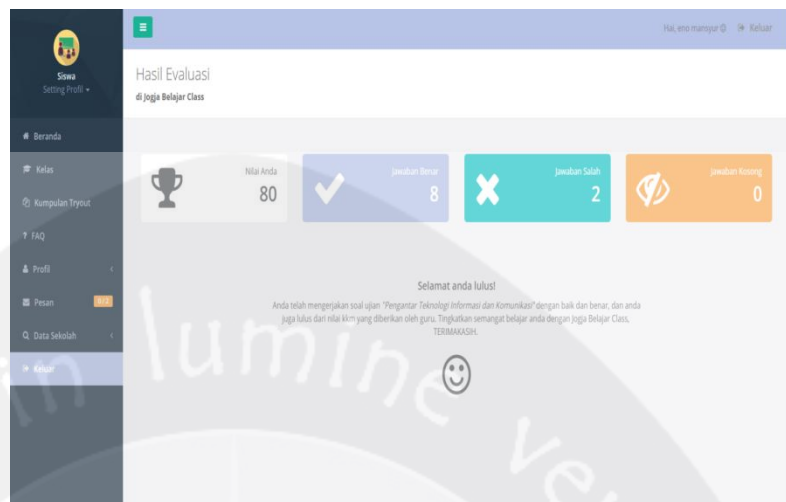 Hai, eno mansyur
Keluar
Siswa
Setting Profil
Hasil Evaluasi
di Jogja Belajar Class
Beranda
Kelas
Kumpulan Tryout
? FAQ
Profil
Pesan
Data Sekolah
Keluar
Nilai Anda
80
Jawaban Benar
8
Jawaban Salah
2
Jawaban Kosong
0
Selamat anda lulus!
Anda telah mengerjakan soal ujian "Pengantar Teknologi Informasi dan Komunikasi" dengan baik dan benar, dan anda
juga lulus dari nilai kkm yang diberikan oleh guru. Tingkatkan semangat belajar anda dengan Jogja Belajar Class,
TERIMAKASIH.
in lumine ve